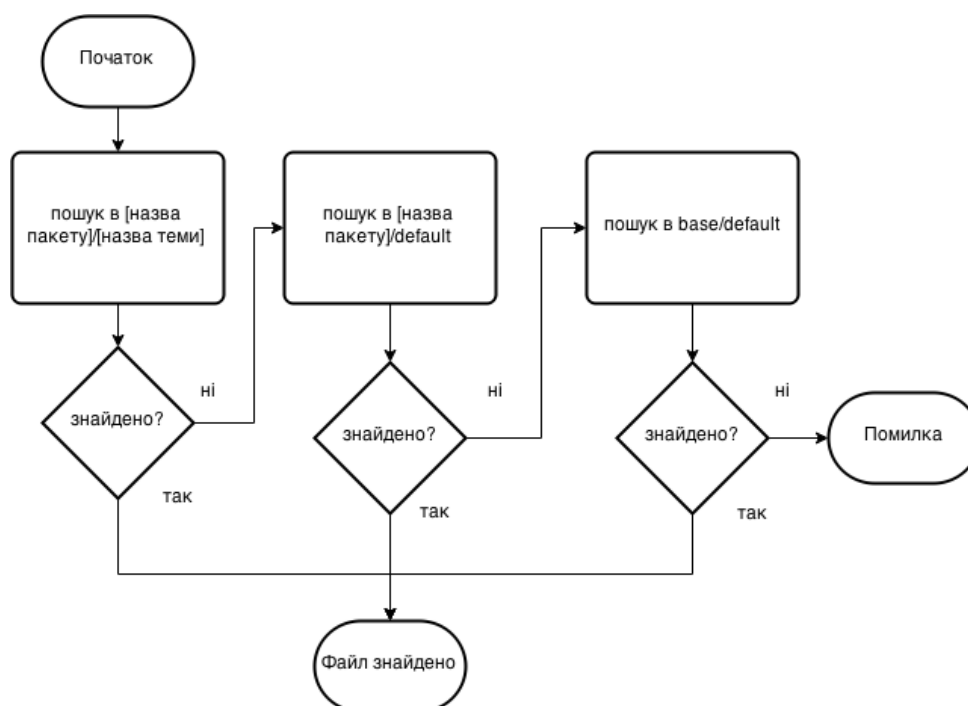 Початок
пошук в [назва
пакету]/[назва теми]
пошук в [назва
пакету]/default
пошук в base/default
знайдено?
ні
так
знайдено?
ні
так
знайдено?
ні
так
Помилка
Файл знайдено